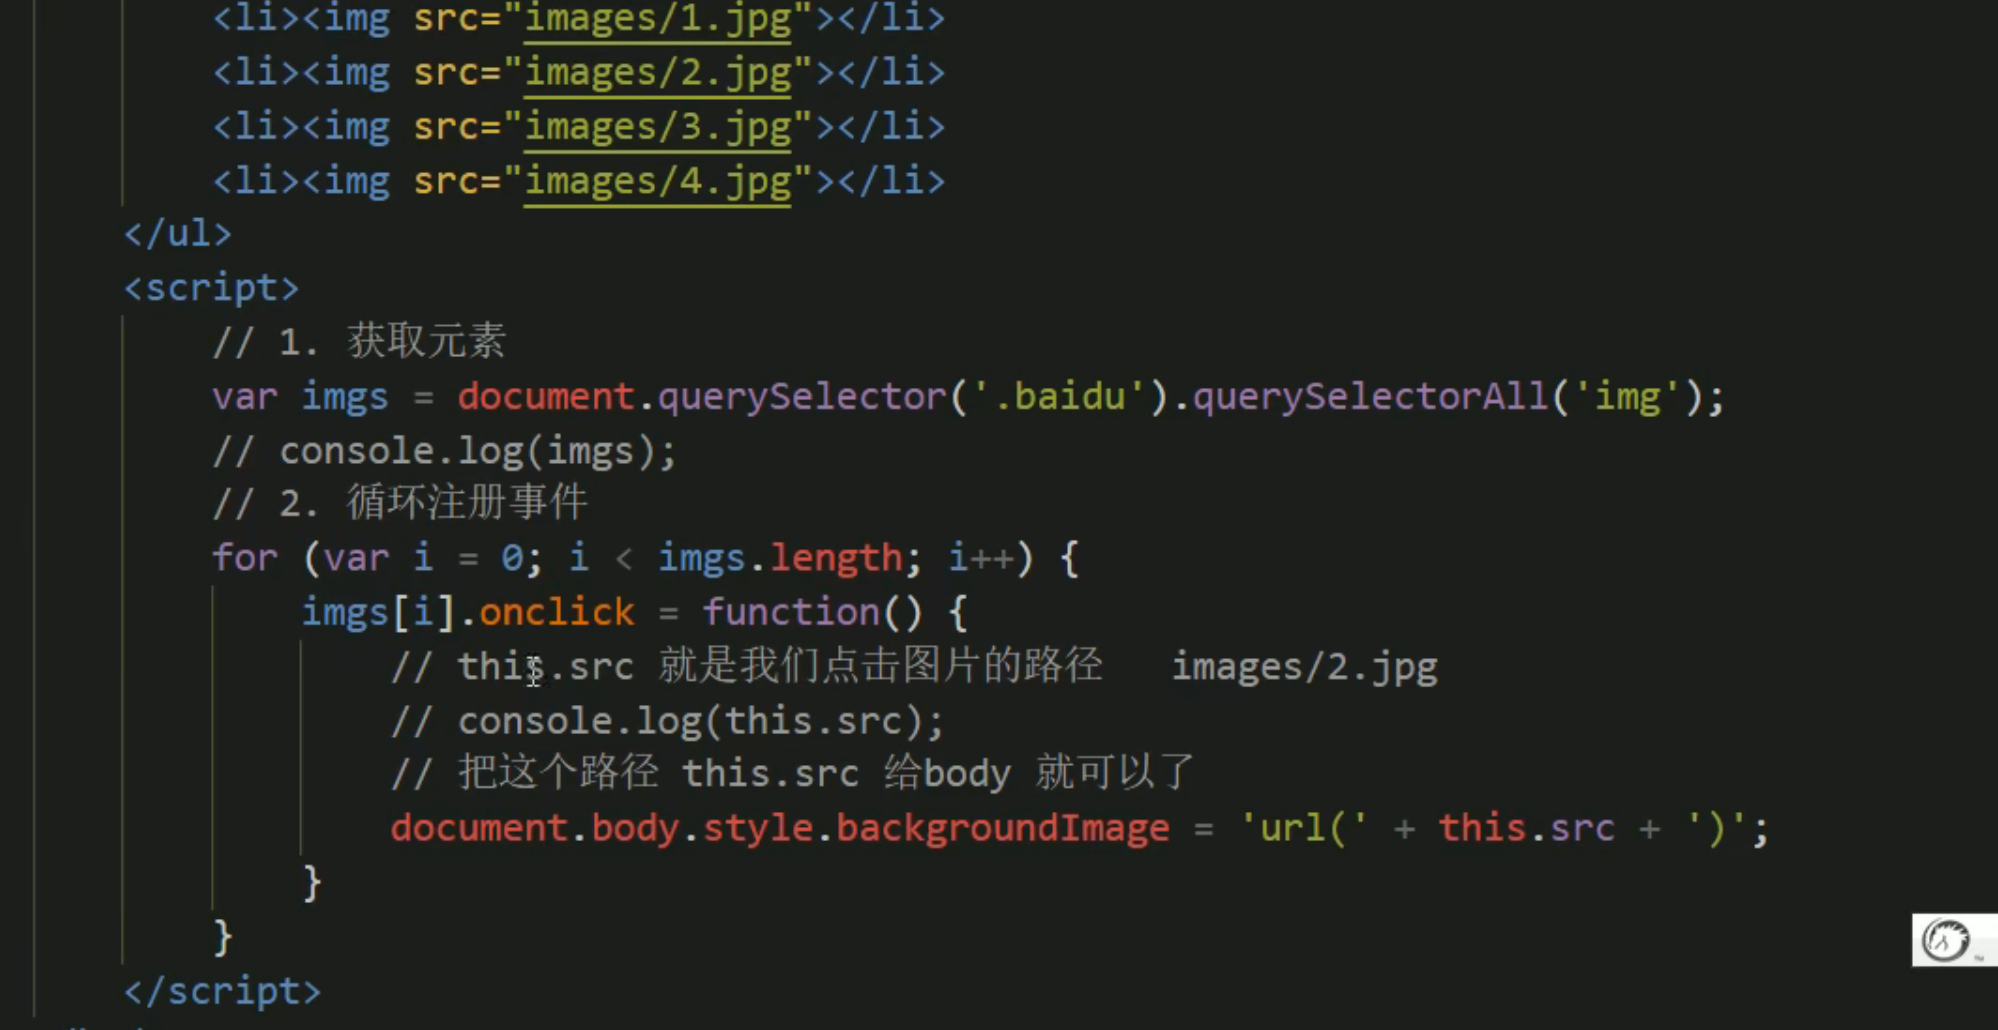 <li><img src="images/1.jpg"></li>
<li><img src="images/2.jpg"></li>
<li><img src="images/3.jpg"></li>
<li><img src="images/4.jpg"></li>
</ul>
<script>
// 1. 获取元素
var imgs = document.querySelector('.baidu').querySelectorAll('img');
// console.log(imgs);
// 2. 循环注册事件
for (var i = 0; i < imgs.length; i++) {
imgs[i].onclick = function() {
// this.src 就是我们点击图片的路径 images/2.jpg
// console.log(this.src);
// 把这个路径 this.src 给body 就可以了
document.body.style.backgroundImage = 'url(' + this.src + ')';
}
}
</script>